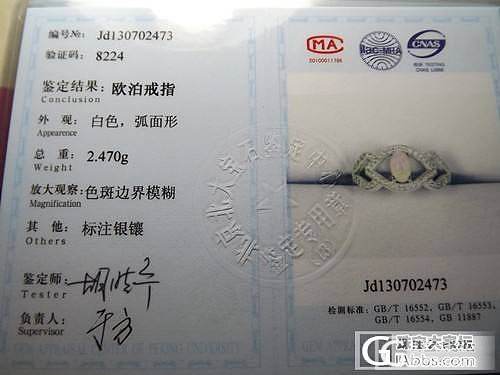 编号№: Jd130702473
验证码: 8224
鉴定结果: 欧泊戒指
Conclusion
外观: 白色，弧面形
Appearence
总重: 2.470g
Weight
放大观察: 色斑边界模糊
Magnification
其他: 标注银镶
Others
鉴定师:
Tester
负责人:
Supervisor
MA
CNAS
Jd130702473
检测标准: GB/T 16552, GB/T 16553,
GB/T 16554, GB 11887